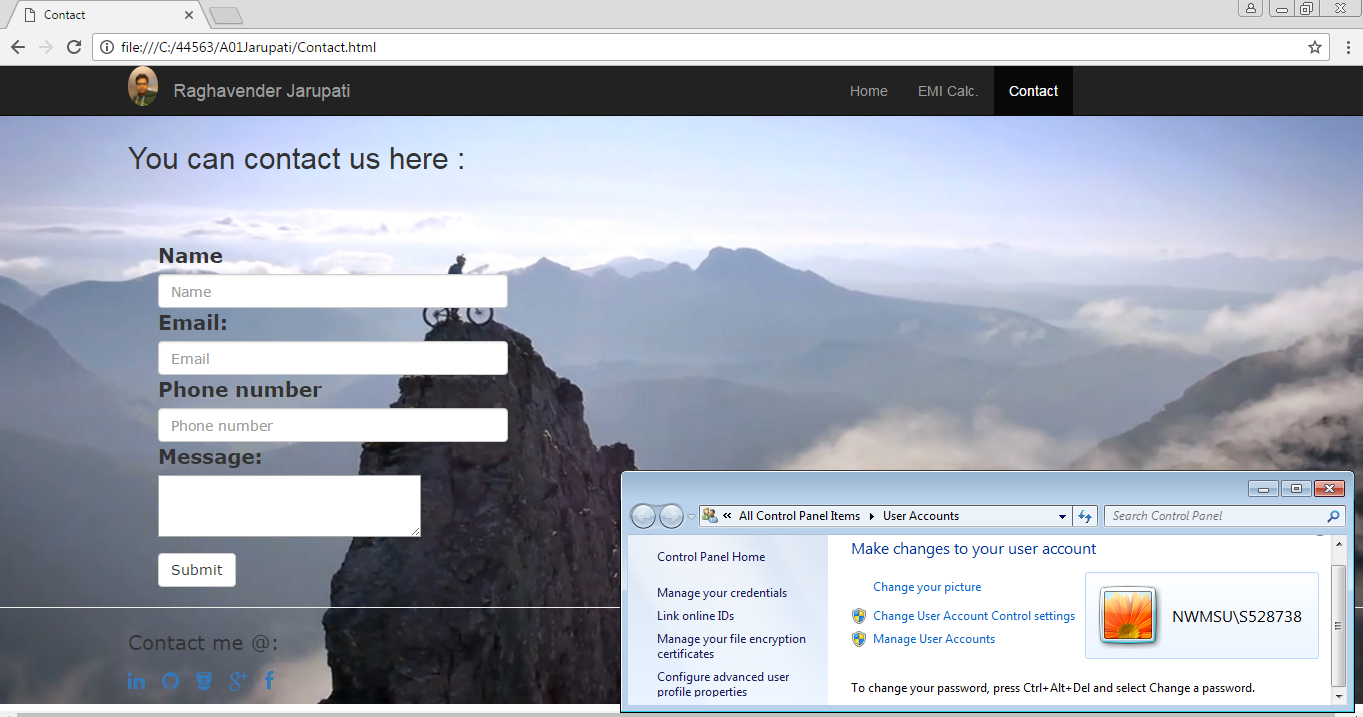 Contact
file:///C:/44563/A01Jarupati/Contact.html
Raghavender Jarupati
Home
EMI Calc.
Contact
You can contact us here :
Name
Name
Email:
Email
Phone number
Phone number
Message:
Submit
Contact me @:
All Control Panel Items
User Accounts
Search Control Panel
Control Panel Home
Manage your credentials
Link online IDs
Manage your file encryption
certificates
Configure advanced user
profile properties
Make changes to your user account
Change your picture
Change User Account Control settings
Manage User Accounts
NWMSU\S528738
To change your password, press Ctrl+Alt+Del and select Change a password.